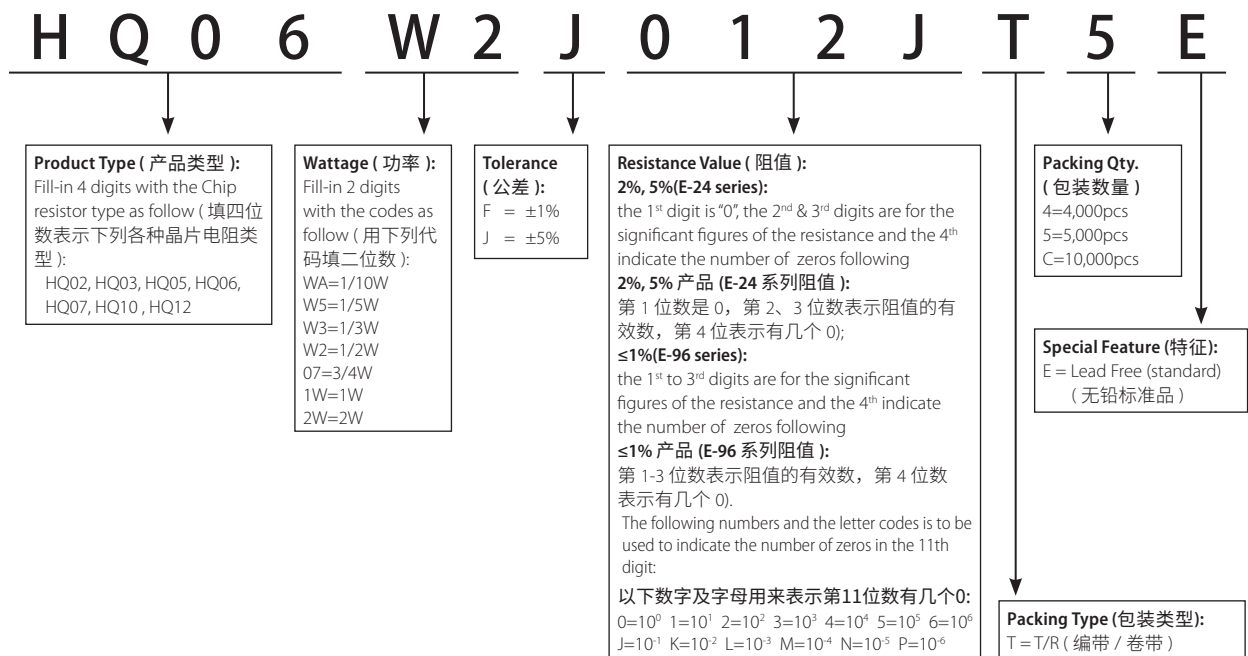 H Q 0 6 W 2 J 0 1 2 J T 5 E
Product Type ( 产品类型 ):
Fill-in 4 digits with the Chip
resistor type as follow ( 填四位
数表示下列各种晶片电阻类
型 ):
HQ02, HQ03, HQ05, HQ06,
HQ07, HQ10 , HQ12
Wattage ( 功率 ):
Fill-in 2 digits
with the codes as
follow ( 用下列代
码填二位数 ):
WA=1/10W
W5=1/5W
W3=1/3W
W2=1/2W
07=3/4W
1W=1W
2W=2W
Tolerance
( 公差 ):
F = ±1%
J = ±5%
Resistance Value ( 阻值 ):
2%, 5%(E-24 series):
the 1st digit is “0”, the 2nd & 3rd digits are for the
significant figures of the resistance and the 4th
indicate the number of zeros following
2%, 5% 产品 (E-24 系列阻值 ):
第 1 位数是 0，第 2、3 位数表示阻值的有
效数，第 4 位表示有几个 0);
≤1%(E-96 series):
the 1st to 3rd digits are for the significant
figures of the resistance and the 4th indicate
the number of zeros following
≤1% 产品 (E-96 系列阻值 ):
第 1-3 位数表示阻值的有效数，第 4 位数
表示有几个 0).
The following numbers and the letter codes is to be
used to indicate the number of zeros in the 11th
digit:
以下数字及字母用来表示第11位数有几个0:
0=10⁰ 1=10¹ 2=10² 3=10³ 4=10⁴ 5=10⁵ 6=10⁶
J=10⁻¹ K=10⁻² L=10⁻³ M=10⁻⁴ N=10⁻⁵ P=10⁻⁶
Packing Qty.
( 包装数量 )
4=4,000pcs
5=5,000pcs
C=10,000pcs
Special Feature (特征):
E = Lead Free (standard)
( 无铅标准品 )
Packing Type (包装类型):
T = T/R ( 编带 / 卷带 )